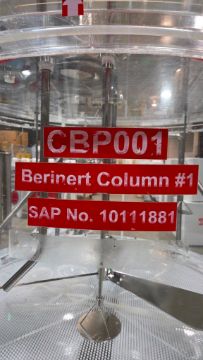 CBP001
Berinert Column #1
SAP No. 10111881